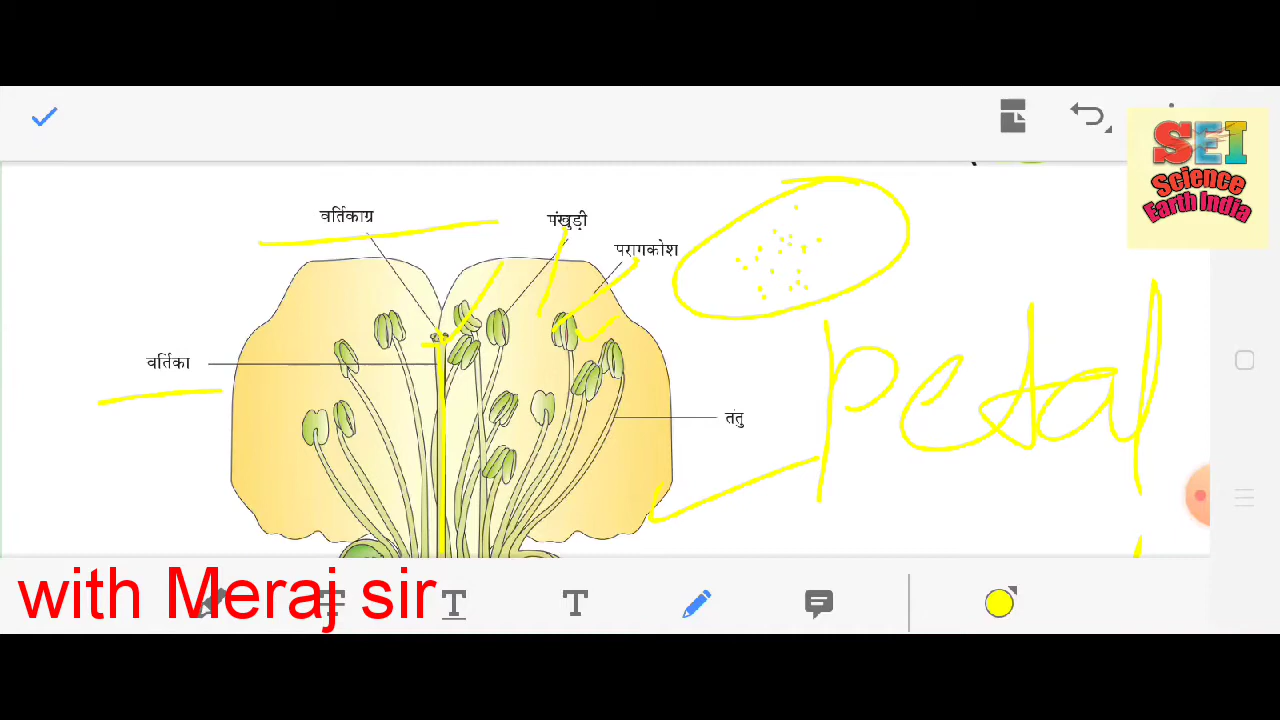 SEI
Science
Earth India
वर्तिकाग्र
पंखुड़ी
परागकोश
petal
वर्तिका
तंतु
with Meraj sir
T
T
T